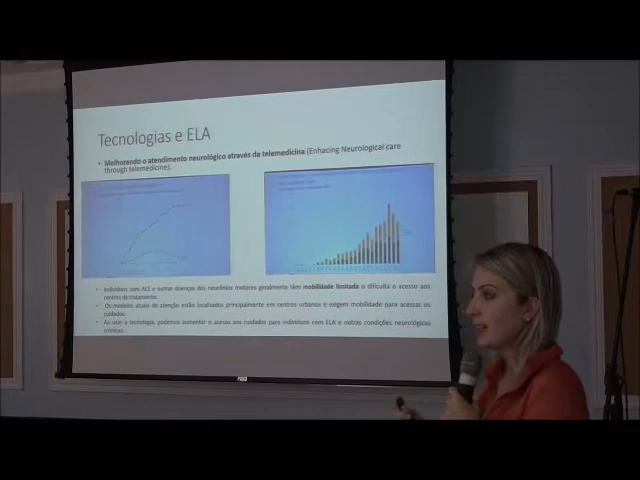 Tecnologias e ELA
• Melhorando o atendimento neurológico através da telemedicina (Enhacing Neurological care
through telemedicine).
• Indivíduos com ALS e outras doenças dos neurônios motores geralmente têm mobilidade limitada o dificulta o acesso aos
centros de tratamento.
• Os modelos atuais de atenção estão localizados principalmente em centros urbanos e exigem mobilidade para acessar os
cuidados.
• Ao usar a tecnologia, podemos aumentar o acesso aos cuidados para indivíduos com ELA e outras condições neurológicas
crônicas.